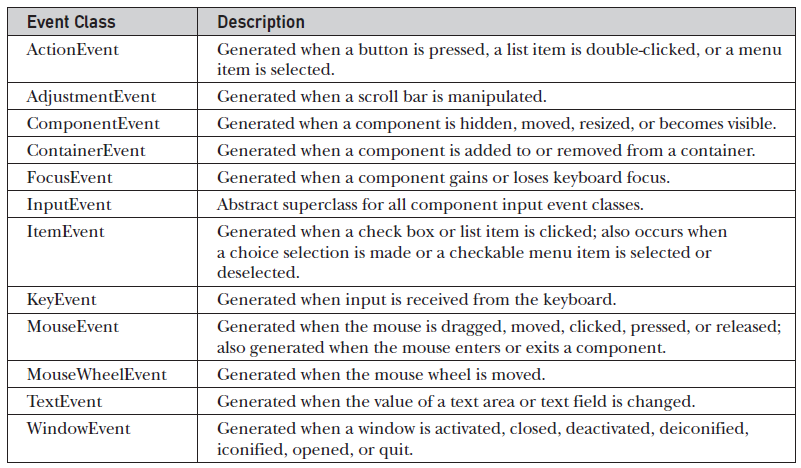 Event Class Description
ActionEvent Generated when a button is pressed, a list item is double-clicked, or a menu
item is selected.
AdjustmentEvent Generated when a scroll bar is manipulated.
ComponentEvent Generated when a component is hidden, moved, resized, or becomes visible.
ContainerEvent Generated when a component is added to or removed from a container.
FocusEvent Generated when a component gains or loses keyboard focus.
InputEvent Abstract superclass for all component input event classes.
ItemEvent Generated when a check box or list item is clicked; also occurs when
a choice selection is made or a checkable menu item is selected or
deselected.
KeyEvent Generated when input is received from the keyboard.
MouseEvent Generated when the mouse is dragged, moved, clicked, pressed, or released;
also generated when the mouse enters or exits a component.
MouseWheelEvent Generated when the mouse wheel is moved.
TextEvent Generated when the value of a text area or text field is changed.
WindowEvent Generated when a window is activated, closed, deactivated, deiconified,
iconified, opened, or quit.